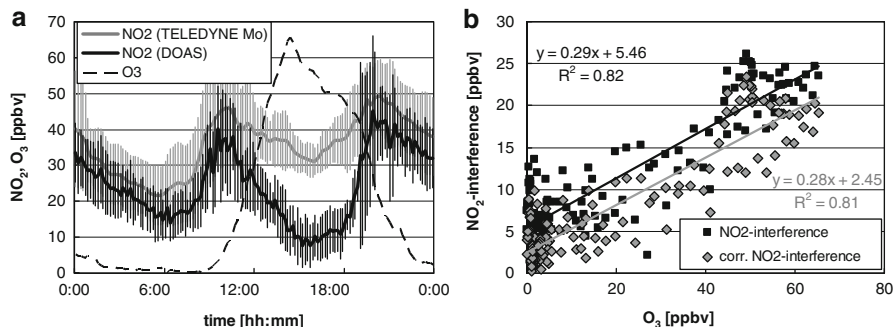 a
NO2 (TELEDYNE Mo)
NO2 (DOAS)
O3
NO₂, O₃ [ppbv]
70
60
50
40
30
20
10
0
0:00 6:00 12:00 18:00 0:00
time [hh:mm]
b
NO₂-interference [ppbv]
30
25
20
15
10
5
0
y = 0.29x + 5.46
R² = 0.82
y = 0.28x + 2.45
R² = 0.81
NO2-interference
corr. NO2-interference
0 20 40 60 80
O₃ [ppbv]